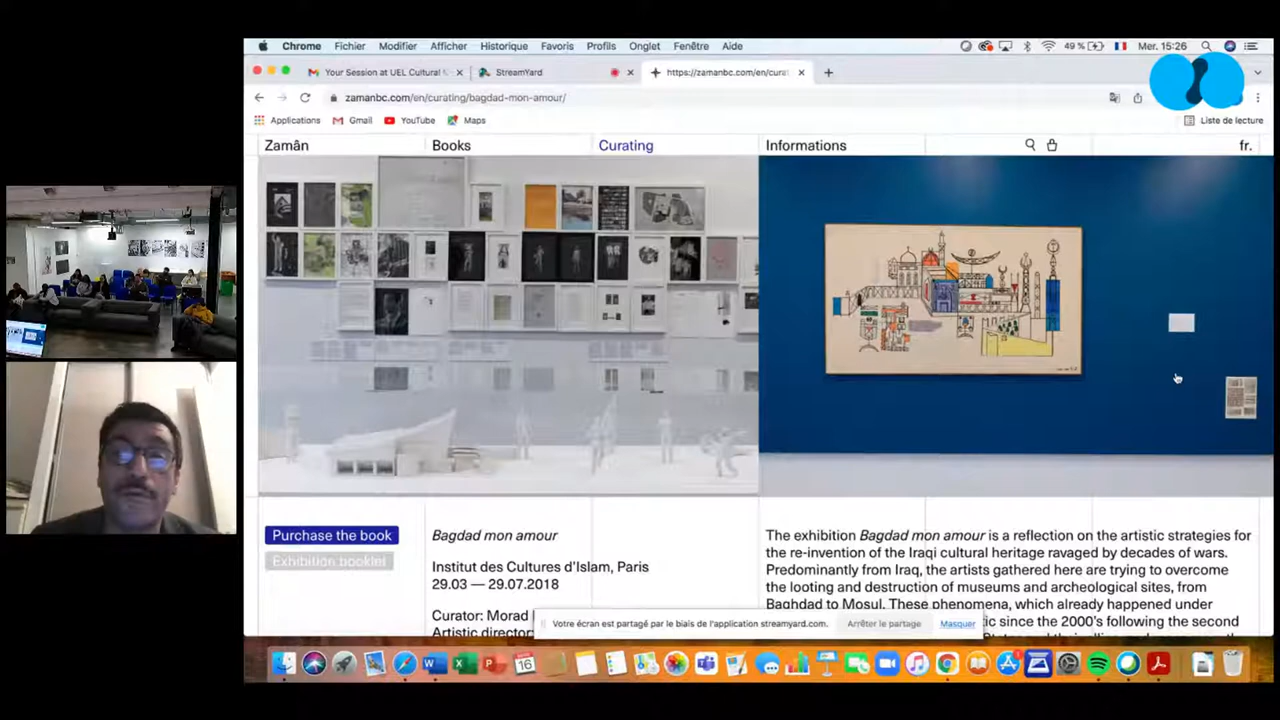 Chrome Fichier Modifier Afficher Historique Favoris Profils Onglet Fenêtre Aide 49 % Mer. 15:26
Your Session at UEL Cultural StreamYard https://zamanbc.com/en/cura
zamanbc.com/en/curating/bagdad-mon-amour/
Applications Gmail YouTube Maps Liste de lecture
Zamân Books Curating Informations fr.
Purchase the book
Exhibition booklet
Bagdad mon amour
Institut des Cultures d'Islam, Paris
29.03 — 29.07.2018
Curator: Morad
Artistic director
The exhibition Bagdad mon amour is a reflection on the artistic strategies for
the re-invention of the Iraqi cultural heritage ravaged by decades of wars.
Predominantly from Iraq, the artists gathered here are trying to overcome
the looting and destruction of museums and archeological sites, from
Baghdad to Mosul. These phenomena, which already happened under
tic since the 2000's following the second
Votre écran est partagé par le biais de l'application streamyard.com. Arrêter le partage Masquer
16